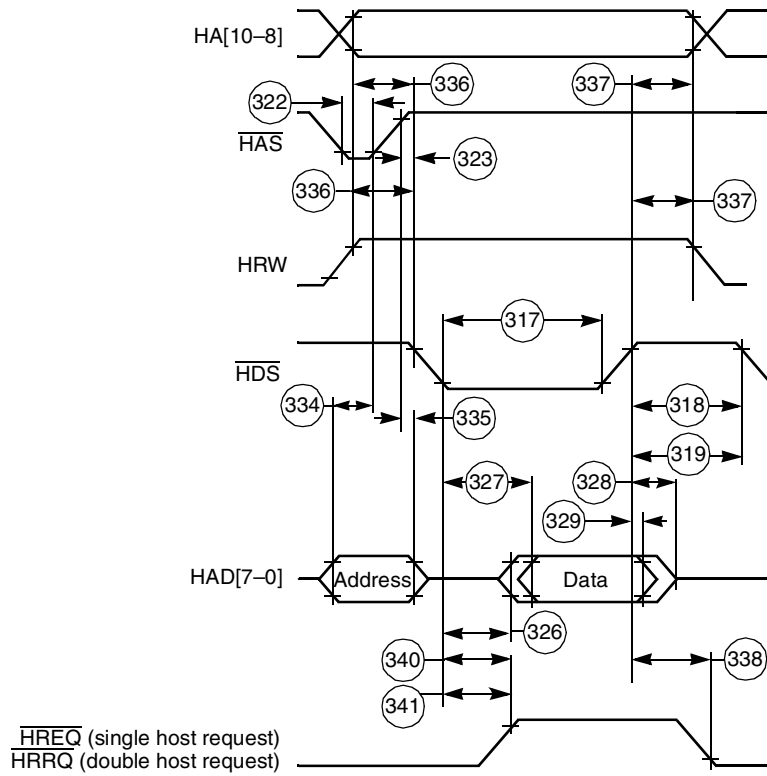 HA[10–8]
336
337
322
HAS
323
336
337
HRW
317
HDS
334
335
318
319
327
328
329
HAD[7–0]
Address
Data
326
340
338
341
HREQ (single host request)
HRRQ (double host request)